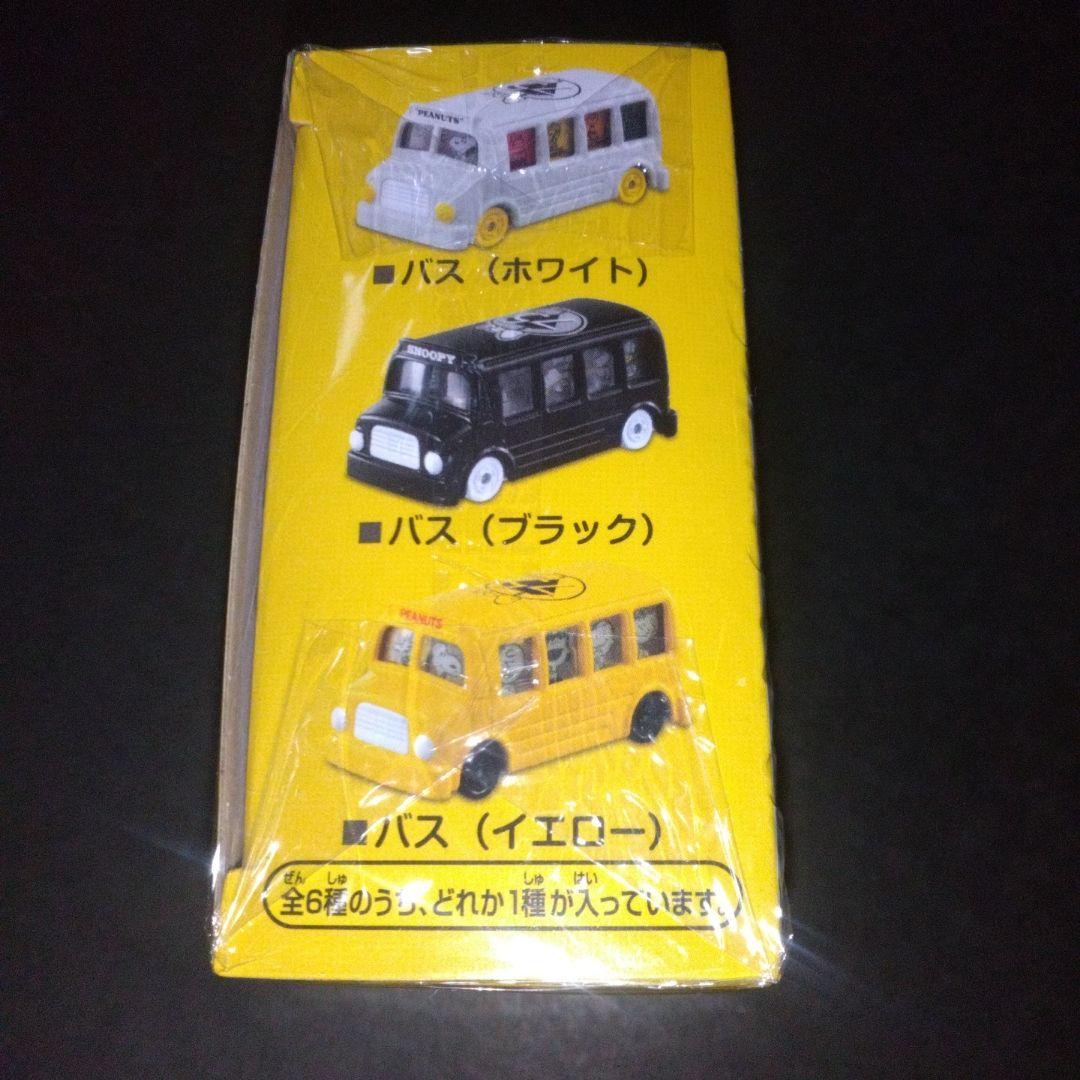 "PEANUTS"
■バス（ホワイト）
SNOOPY
■バス（ブラック）
PEANUTS
■バス（イエロー）
ぜん しゅ しゅ はい
全6種のうち、どれか1種が入っています。